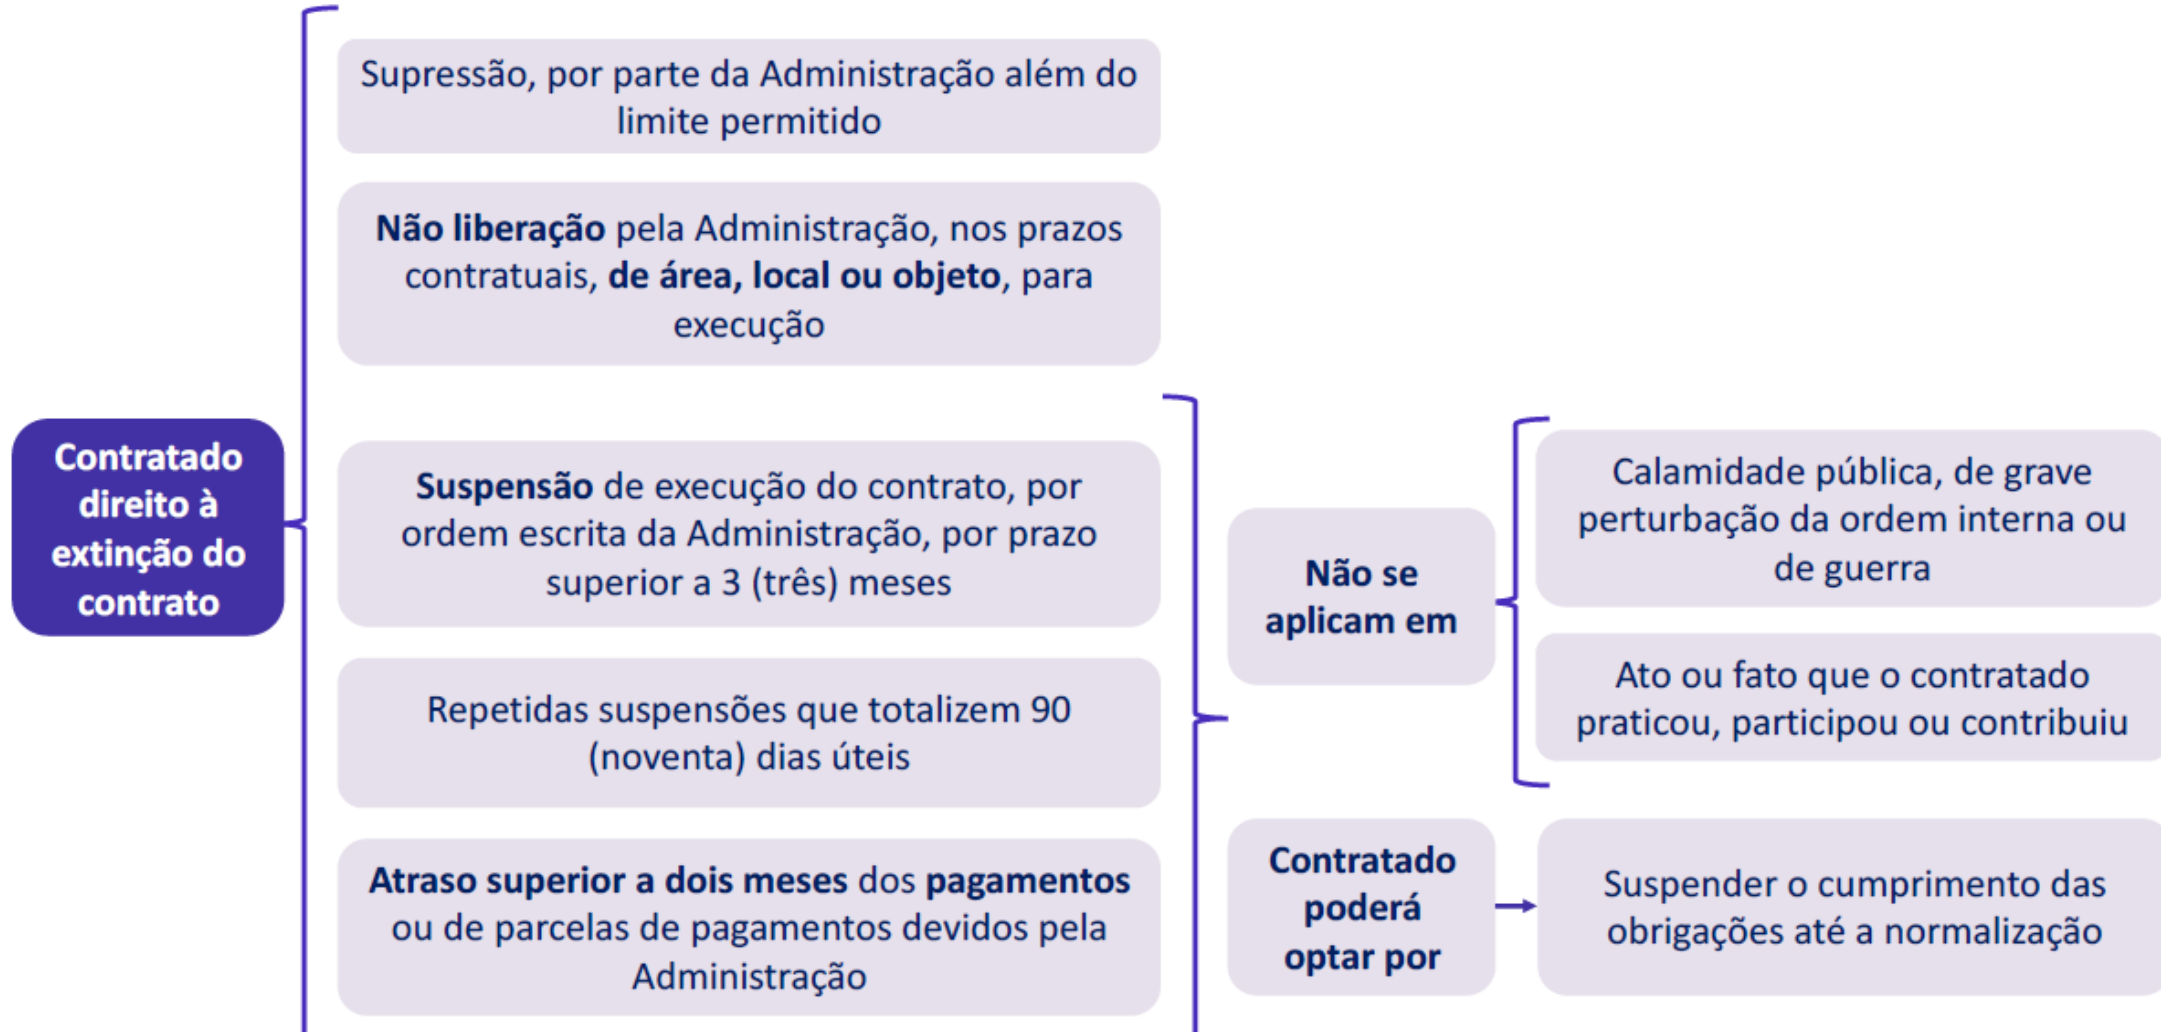 Contratado
direito à
extinção do
contrato
Supressão, por parte da Administração além do
limite permitido
Não liberação pela Administração, nos prazos
contratuais, de área, local ou objeto, para
execução
Suspensão de execução do contrato, por
ordem escrita da Administração, por prazo
superior a 3 (três) meses
Repetidas suspensões que totalizem 90
(noventa) dias úteis
Atraso superior a dois meses dos pagamentos
ou de parcelas de pagamentos devidos pela
Administração
Não se
aplicam em
Calamidade pública, de grave
perturbação da ordem interna ou
de guerra
Ato ou fato que o contratado
praticou, participou ou contribuiu
Contratado
poderá
optar por
Suspender o cumprimento das
obrigações até a normalização